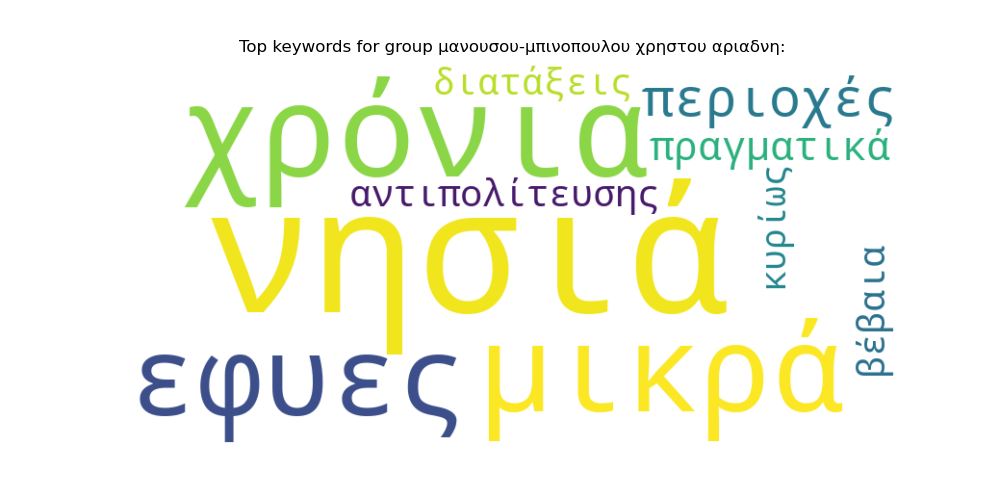 Top keywords for group μανουσου-μπινοπουλου χρηστου αριαδνη:
διατάξεις
περιοχές
χρόνια
πραγματικά
αντιπολίτευσης
κυρίως
νησιά
βέβαια
εφυες
μικρά